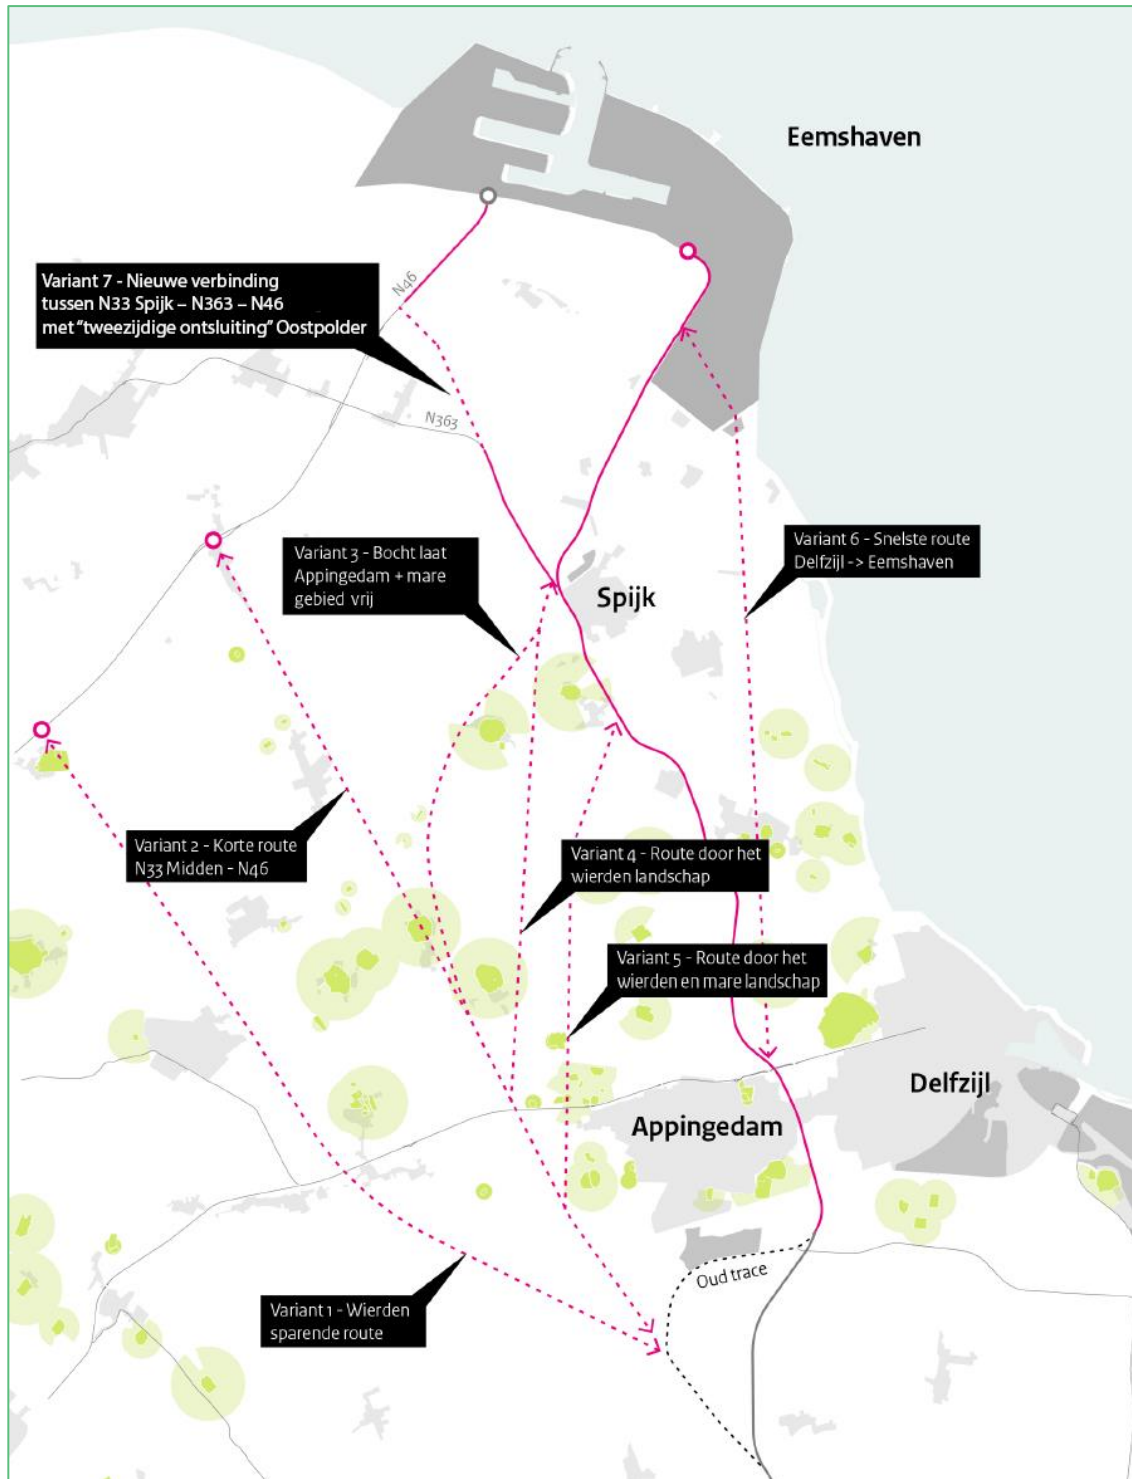 Eemshaven
Variant 7 - Nieuwe verbinding
tussen N33 Spijk – N363 – N46
met “tweezijdige ontsluiting” Oostpolder
N46
N363
Variant 3 - Bocht laat
Appingedam + mare
gebied vrij
Variant 6 - Snelste route
Delfzijl -> Eemshaven
Spijk
Variant 2 - Korte route
N33 Midden - N46
Variant 4 - Route door het
wierden landschap
Variant 5 - Route door het
wierden en mare landschap
Delfzijl
Appingedam
Oud trace
Variant 1 - Wierden
sparende route